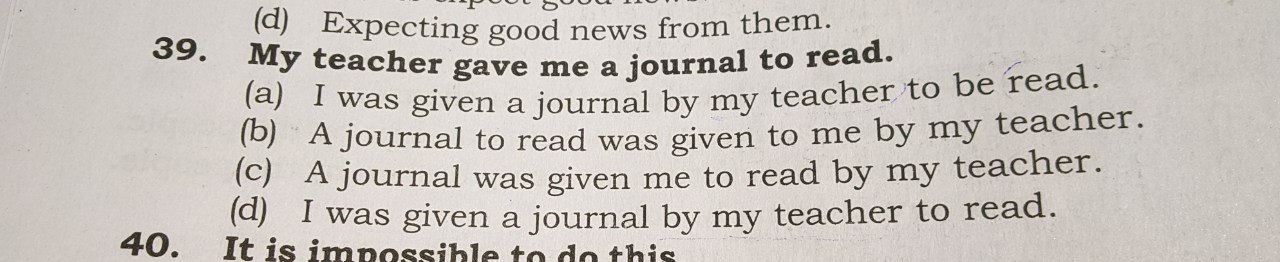 (d) Expecting good news from them.
39. My teacher gave me a journal to read.
(a) I was given a journal by my teacher to be read.
(b) A journal to read was given to me by my teacher.
(c) A journal was given me to read by my teacher.
(d) I was given a journal by my teacher to read.
40. It is impossible to do this